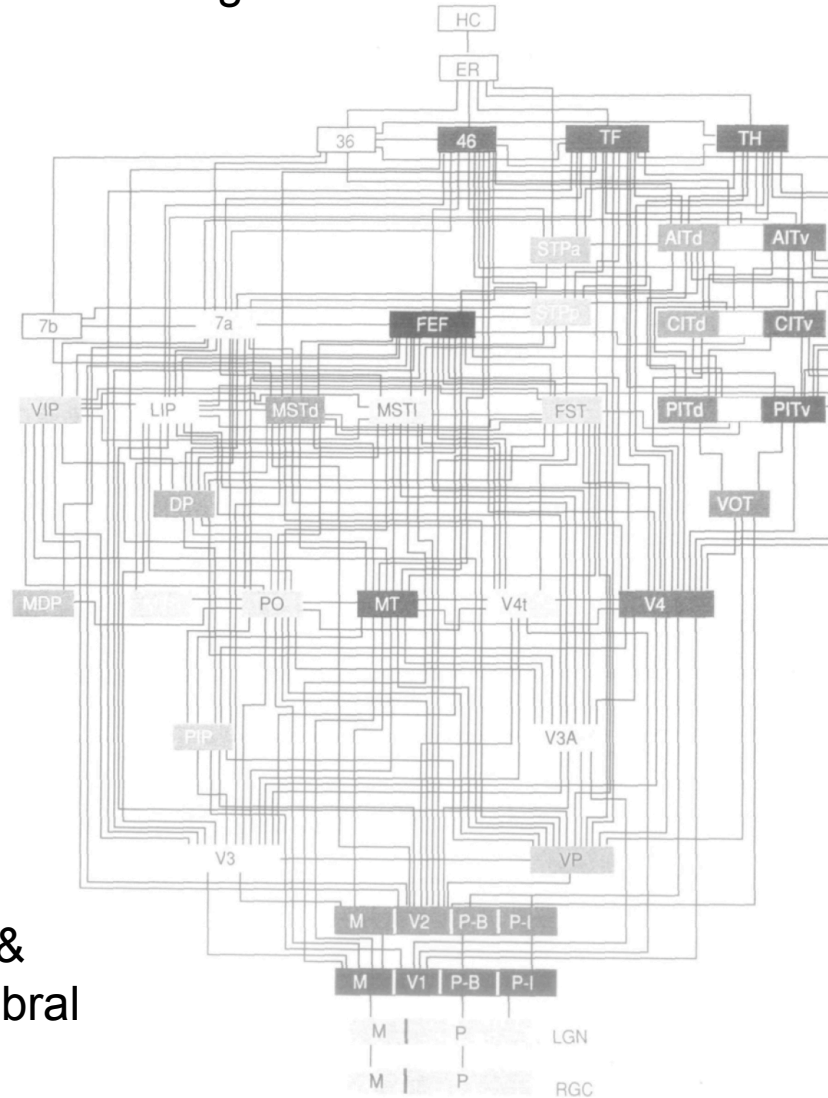 g
HC
ER
36 46 TF TH
STPa AITd AITv
7b 7a FEF STPp CITd CITv
VIP LIP MSTd MSTl FST PITd PITv
DP VOT
MDP PO MT V4t V4
PIP V3A
V3 VP
M V2 P-B P-I
&
M V1 P-B P-I
bral
M P LGN
M P RGC